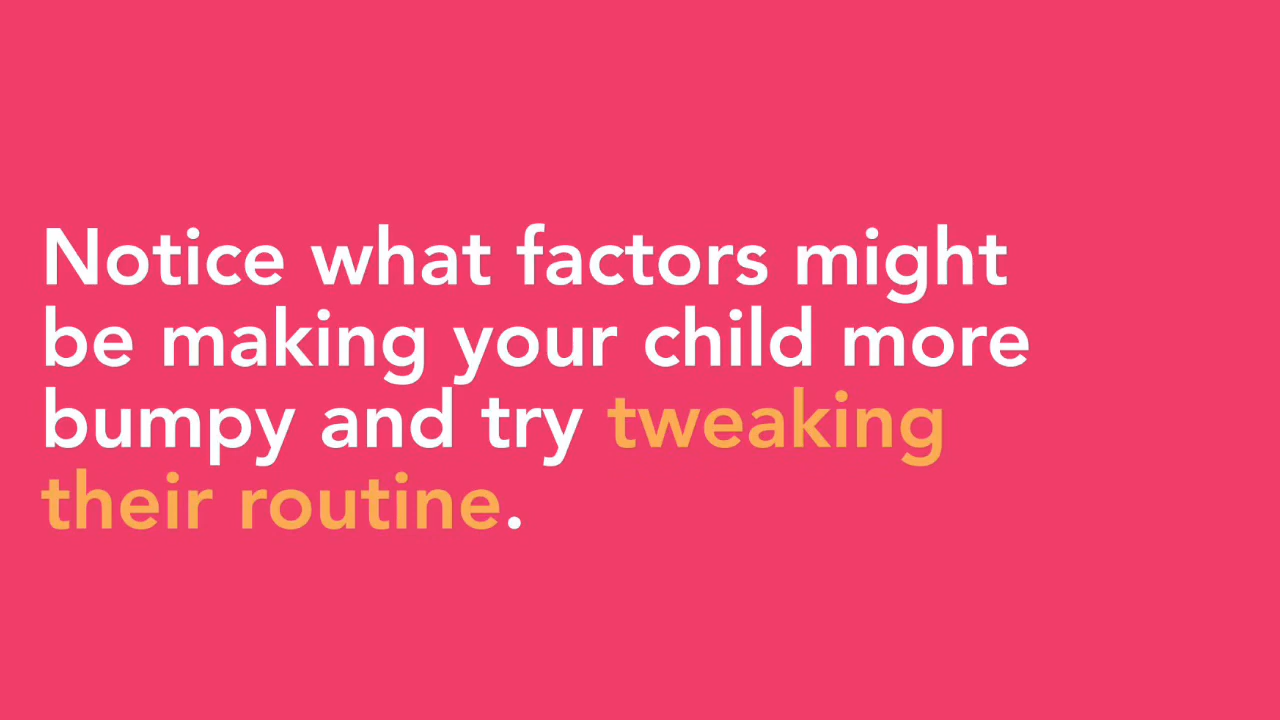 Notice what factors might
be making your child more
bumpy and try tweaking
their routine.